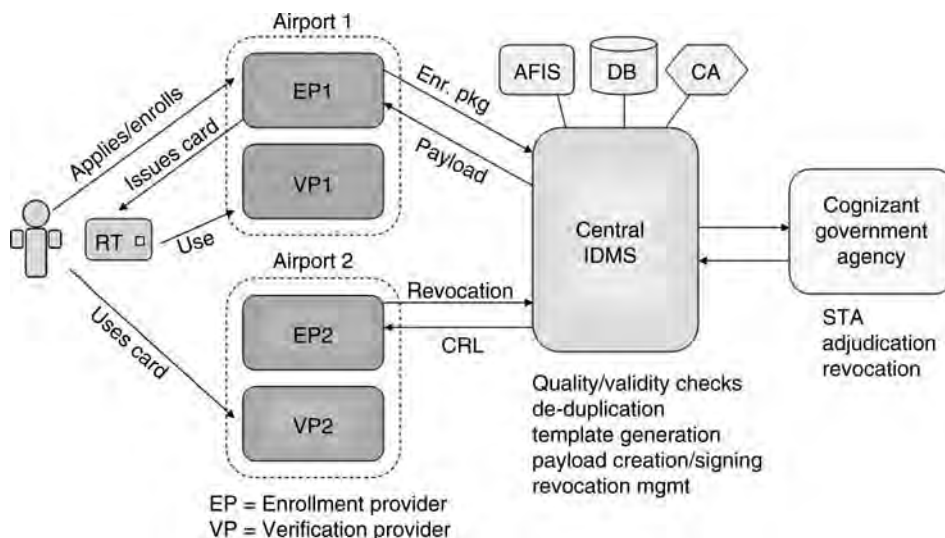 Airport 1
EP1
VP1
Applies/enrolls
Issues card
RT
Use
Uses card
Airport 2
EP2
VP2
EP = Enrollment provider
VP = Verification provider
Enr. pkg
Payload
Revocation
CRL
AFIS
DB
CA
Central
IDMS
Quality/validity checks
de-duplication
template generation
payload creation/signing
revocation mgmt
Cognizant
government
agency
STA
adjudication
revocation